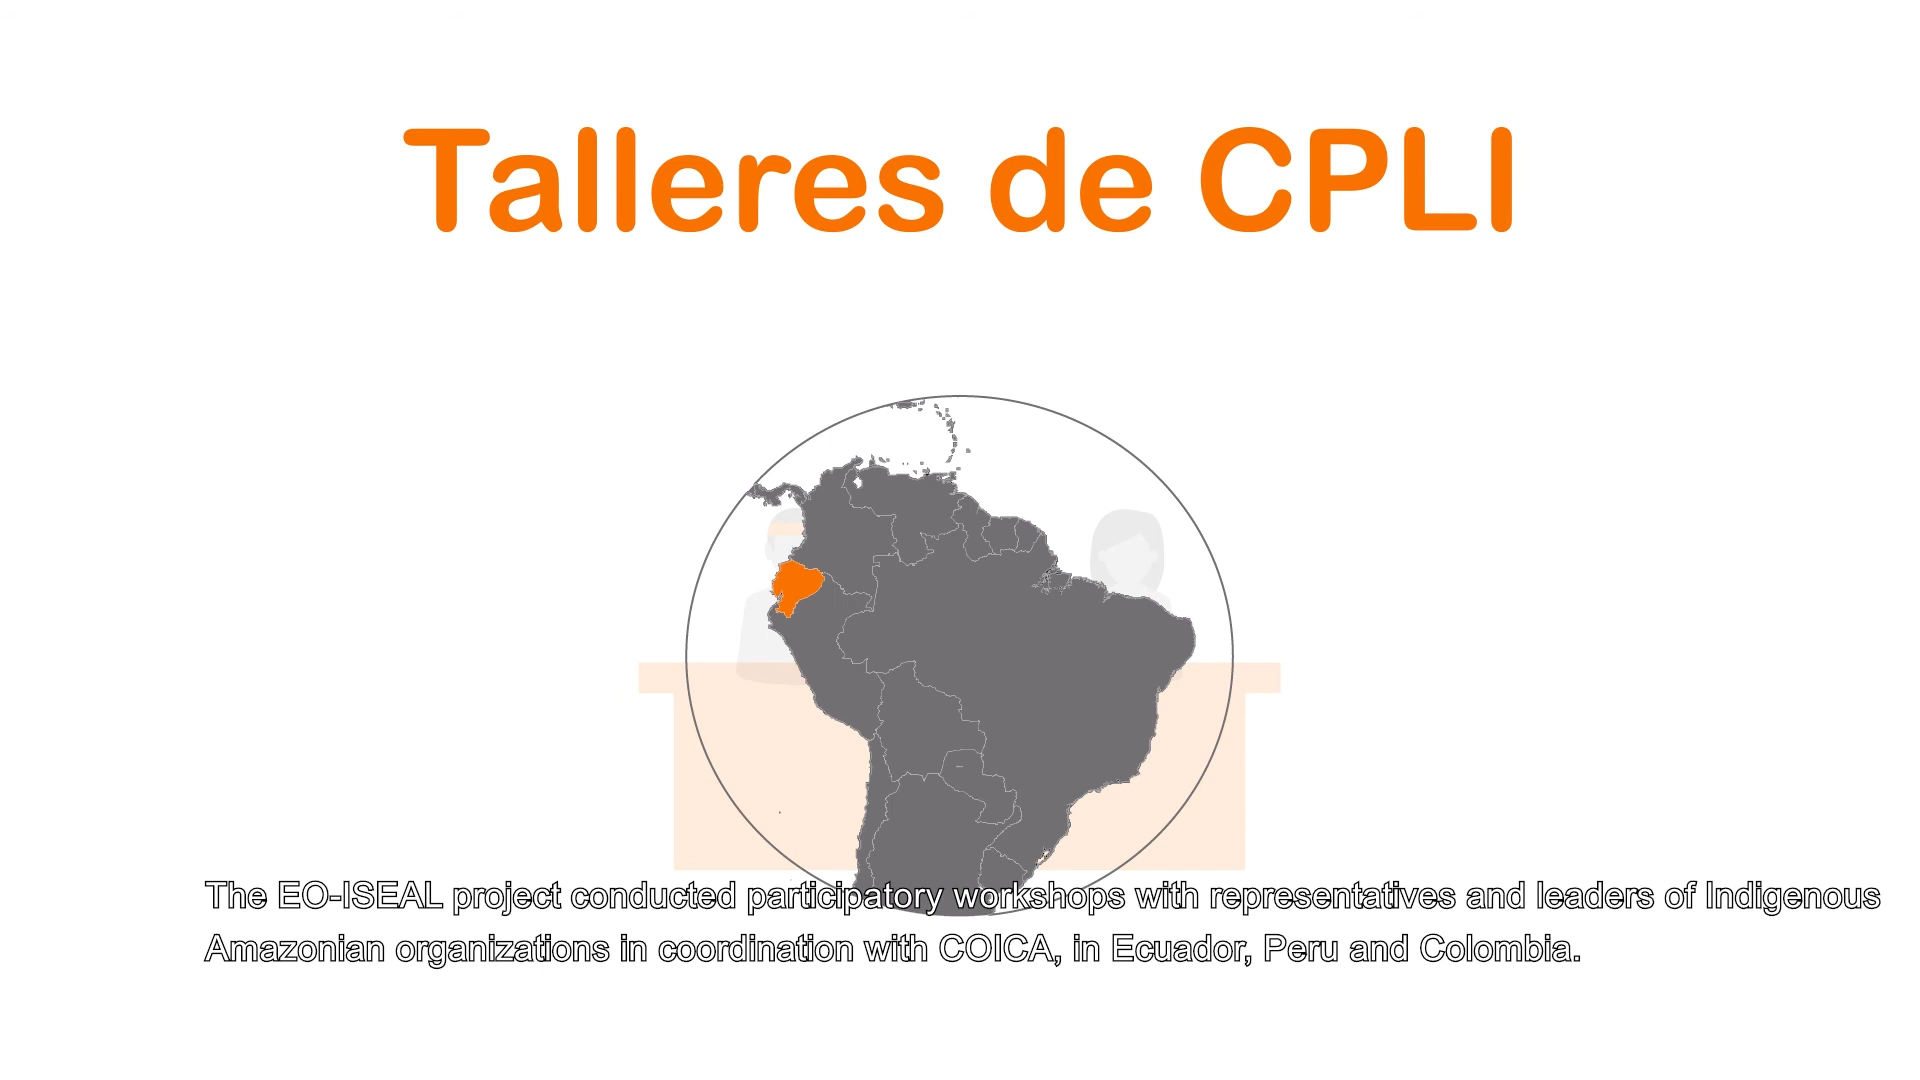 Talleres de CPLI
The EO-ISEAL project conducted participatory workshops with representatives and leaders of Indigenous
Amazonian organizations in coordination with COICA, in Ecuador, Peru and Colombia.